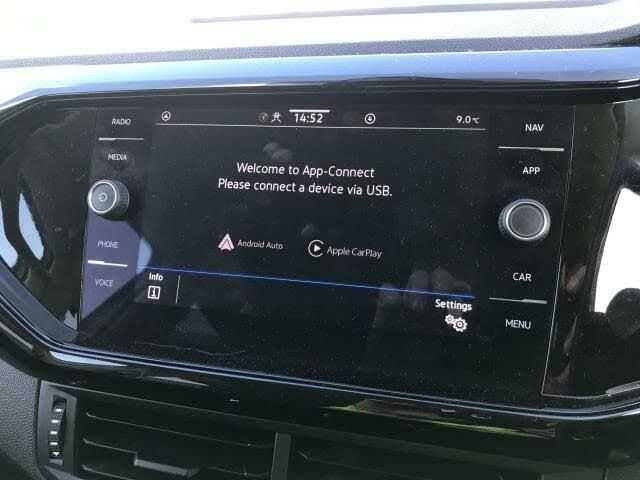 RADIO
MEDIA
PHONE
VOICE
14:52
9.0°C
Welcome to App-Connect
Please connect a device via USB.
Android Auto
Apple CarPlay
Info
Settings
NAV
APP
CAR
MENU